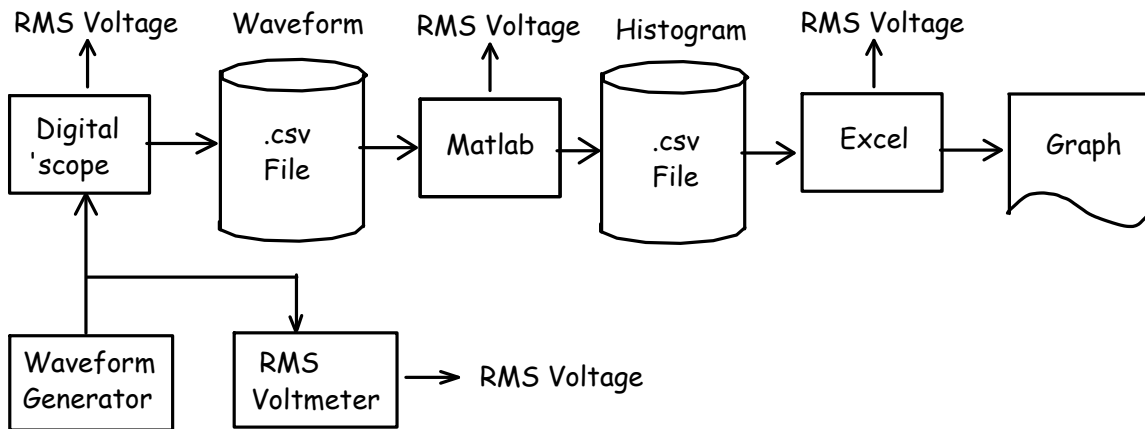 RMS Voltage
Waveform
RMS Voltage
Histogram
RMS Voltage
Digital
'scope
.csv
File
Matlab
.csv
File
Excel
Graph
Waveform
Generator
RMS
Voltmeter
RMS Voltage